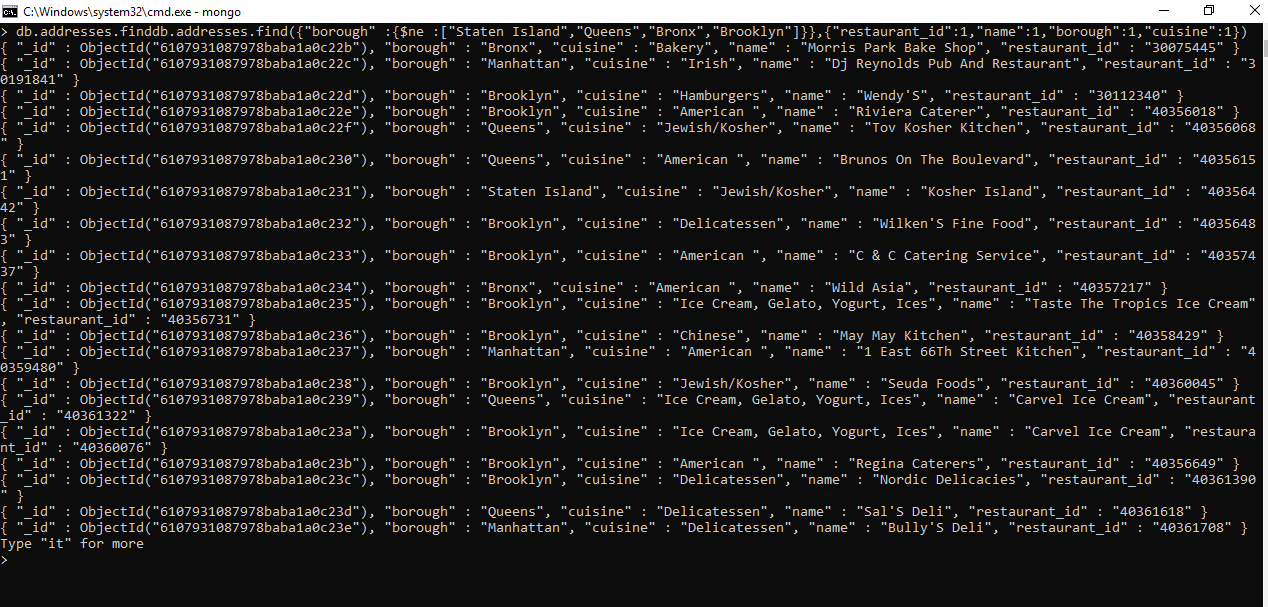 C:\Windows\system32\cmd.exe - mongo
> db.addresses.finddb.addresses.find({"borough" :{$ne :["Staten Island","Queens","Bronx","Brooklyn"]}},{"restaurant_id":1,"name":1,"borough":1,"cuisine":1})
{ "_id" : ObjectId("6107931087978baba1a0c22b"), "borough" : "Bronx", "cuisine" : "Bakery", "name" : "Morris Park Bake Shop", "restaurant_id" : "30075445" }
{ "_id" : ObjectId("6107931087978baba1a0c22c"), "borough" : "Manhattan", "cuisine" : "Irish", "name" : "Dj Reynolds Pub And Restaurant", "restaurant_id" : "3
0191841" }
{ "_id" : ObjectId("6107931087978baba1a0c22d"), "borough" : "Brooklyn", "cuisine" : "Hamburgers", "name" : "Wendy'S", "restaurant_id" : "30112340" }
{ "_id" : ObjectId("6107931087978baba1a0c22e"), "borough" : "Brooklyn", "cuisine" : "American ", "name" : "Riviera Caterer", "restaurant_id" : "40356018" }
{ "_id" : ObjectId("6107931087978baba1a0c22f"), "borough" : "Queens", "cuisine" : "Jewish/Kosher", "name" : "Tov Kosher Kitchen", "restaurant_id" : "40356068
" }
{ "_id" : ObjectId("6107931087978baba1a0c230"), "borough" : "Queens", "cuisine" : "American ", "name" : "Brunos On The Boulevard", "restaurant_id" : "4035615
1" }
{ "_id" : ObjectId("6107931087978baba1a0c231"), "borough" : "Staten Island", "cuisine" : "Jewish/Kosher", "name" : "Kosher Island", "restaurant_id" : "403564
42" }
{ "_id" : ObjectId("6107931087978baba1a0c232"), "borough" : "Brooklyn", "cuisine" : "Delicatessen", "name" : "Wilken'S Fine Food", "restaurant_id" : "4035648
3" }
{ "_id" : ObjectId("6107931087978baba1a0c233"), "borough" : "Brooklyn", "cuisine" : "American ", "name" : "C & C Catering Service", "restaurant_id" : "403574
37" }
{ "_id" : ObjectId("6107931087978baba1a0c234"), "borough" : "Bronx", "cuisine" : "American ", "name" : "Wild Asia", "restaurant_id" : "40357217" }
{ "_id" : ObjectId("6107931087978baba1a0c235"), "borough" : "Brooklyn", "cuisine" : "Ice Cream, Gelato, Yogurt, Ices", "name" : "Taste The Tropics Ice Cream"
, "restaurant_id" : "40356731" }
{ "_id" : ObjectId("6107931087978baba1a0c236"), "borough" : "Brooklyn", "cuisine" : "Chinese", "name" : "May May Kitchen", "restaurant_id" : "40358429" }
{ "_id" : ObjectId("6107931087978baba1a0c237"), "borough" : "Manhattan", "cuisine" : "American ", "name" : "1 East 66Th Street Kitchen", "restaurant_id" : "4
0359480" }
{ "_id" : ObjectId("6107931087978baba1a0c238"), "borough" : "Brooklyn", "cuisine" : "Jewish/Kosher", "name" : "Seuda Foods", "restaurant_id" : "40360045" }
{ "_id" : ObjectId("6107931087978baba1a0c239"), "borough" : "Queens", "cuisine" : "Ice Cream, Gelato, Yogurt, Ices", "name" : "Carvel Ice Cream", "restaurant
_id" : "40361322" }
{ "_id" : ObjectId("6107931087978baba1a0c23a"), "borough" : "Brooklyn", "cuisine" : "Ice Cream, Gelato, Yogurt, Ices", "name" : "Carvel Ice Cream", "restaura
nt_id" : "40360076" }
{ "_id" : ObjectId("6107931087978baba1a0c23b"), "borough" : "Brooklyn", "cuisine" : "American ", "name" : "Regina Caterers", "restaurant_id" : "40356649" }
{ "_id" : ObjectId("6107931087978baba1a0c23c"), "borough" : "Brooklyn", "cuisine" : "Delicatessen", "name" : "Nordic Delicacies", "restaurant_id" : "40361390
" }
{ "_id" : ObjectId("6107931087978baba1a0c23d"), "borough" : "Queens", "cuisine" : "Delicatessen", "name" : "Sal'S Deli", "restaurant_id" : "40361618" }
{ "_id" : ObjectId("6107931087978baba1a0c23e"), "borough" : "Manhattan", "cuisine" : "Delicatessen", "name" : "Bully'S Deli", "restaurant_id" : "40361708" }
Type "it" for more
>